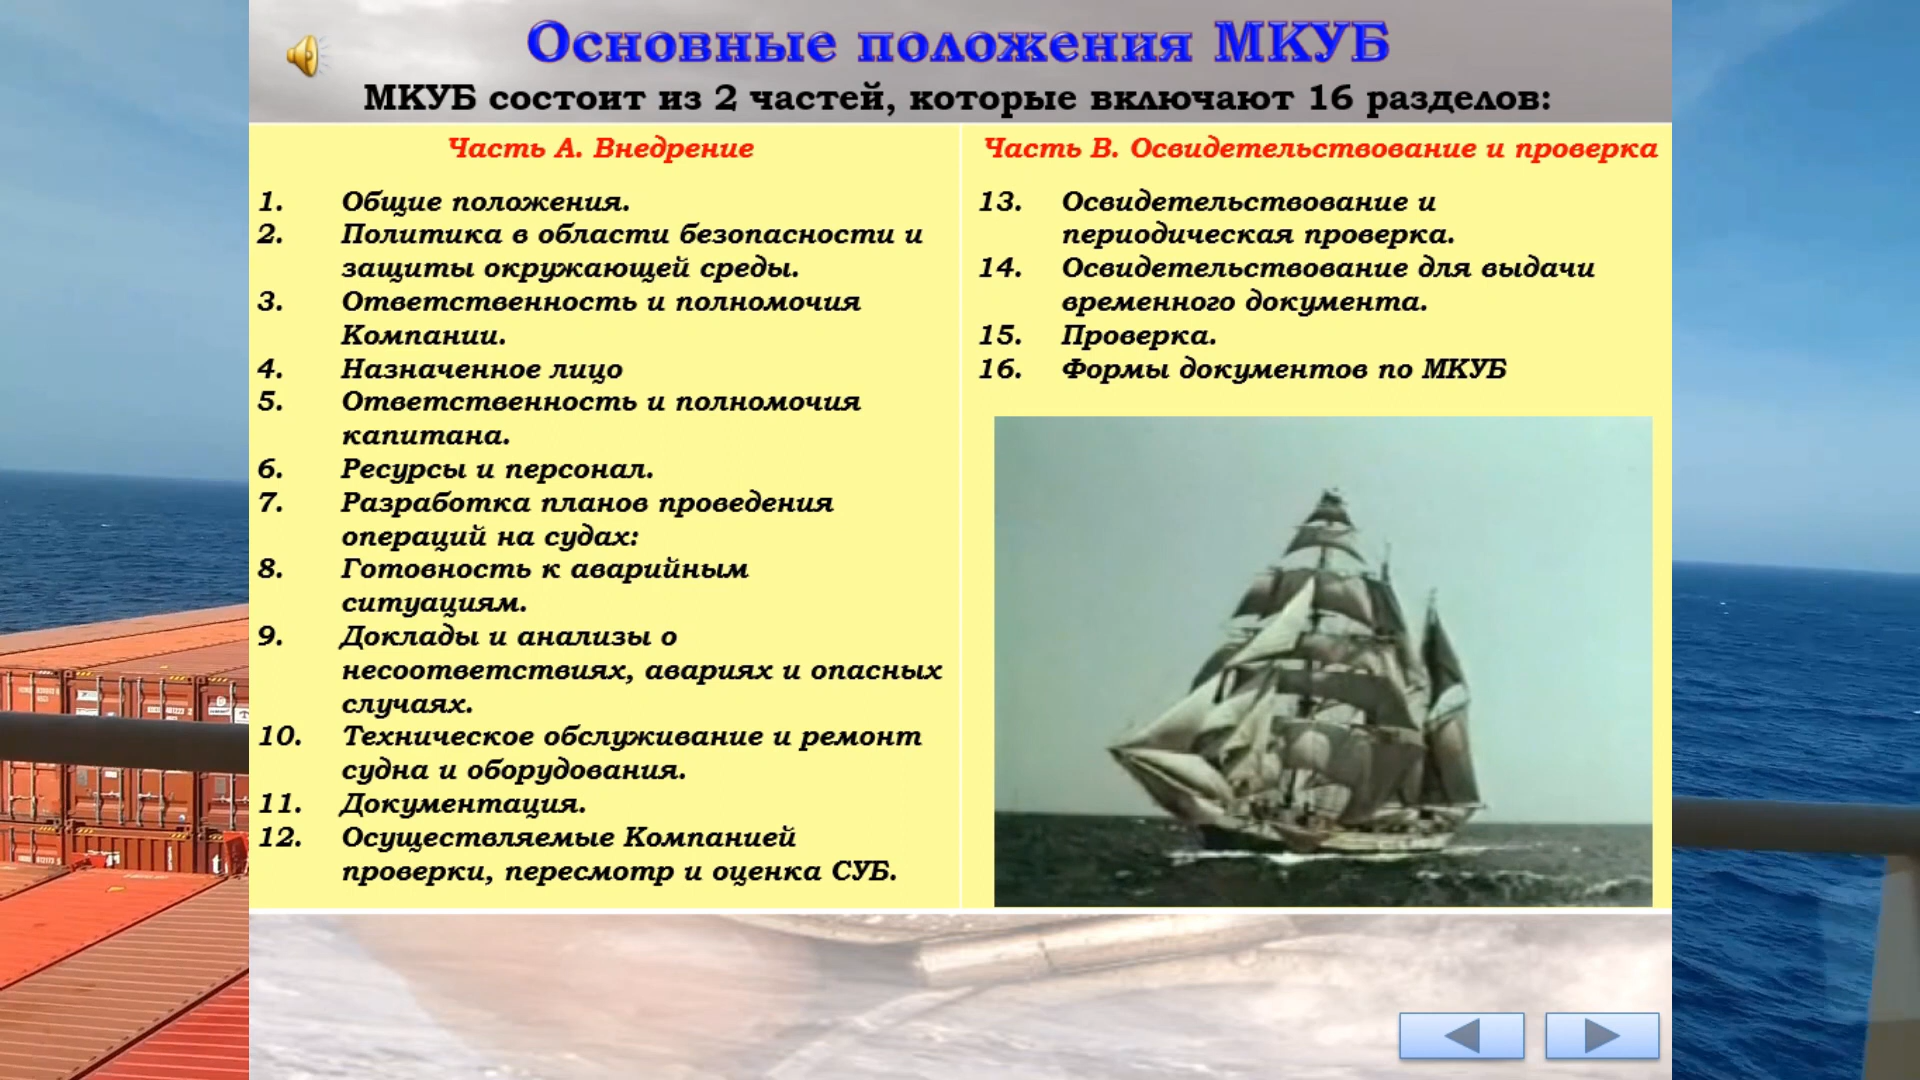 Основные положения МКУБ
МКУБ состоит из 2 частей, которые включают 16 разделов:
Часть А. Внедрение
1. Общие положения.
2. Политика в области безопасности и
защиты окружающей среды.
3. Ответственность и полномочия
Компании.
4. Назначенное лицо
5. Ответственность и полномочия
капитана.
6. Ресурсы и персонал.
7. Разработка планов проведения
операций на судах:
8. Готовность к аварийным
ситуациям.
9. Доклады и анализы о
несоответствиях, авариях и опасных
случаях.
10. Техническое обслуживание и ремонт
судна и оборудования.
11. Документация.
12. Осуществляемые Компанией
проверки, пересмотр и оценка СУБ.
Часть В. Освидетельствование и проверка
13. Освидетельствование и
периодическая проверка.
14. Освидетельствование для выдачи
временного документа.
15. Проверка.
16. Формы документов по МКУБ